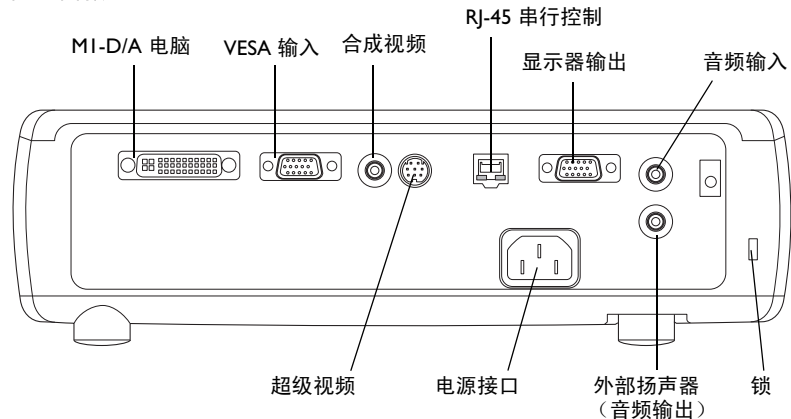 RJ-45 串行控制
M1-D/A 电脑
VESA 输入
合成视频
显示器输出
音频输入
超级视频
电源接口
外部扬声器
（音频输出）
锁